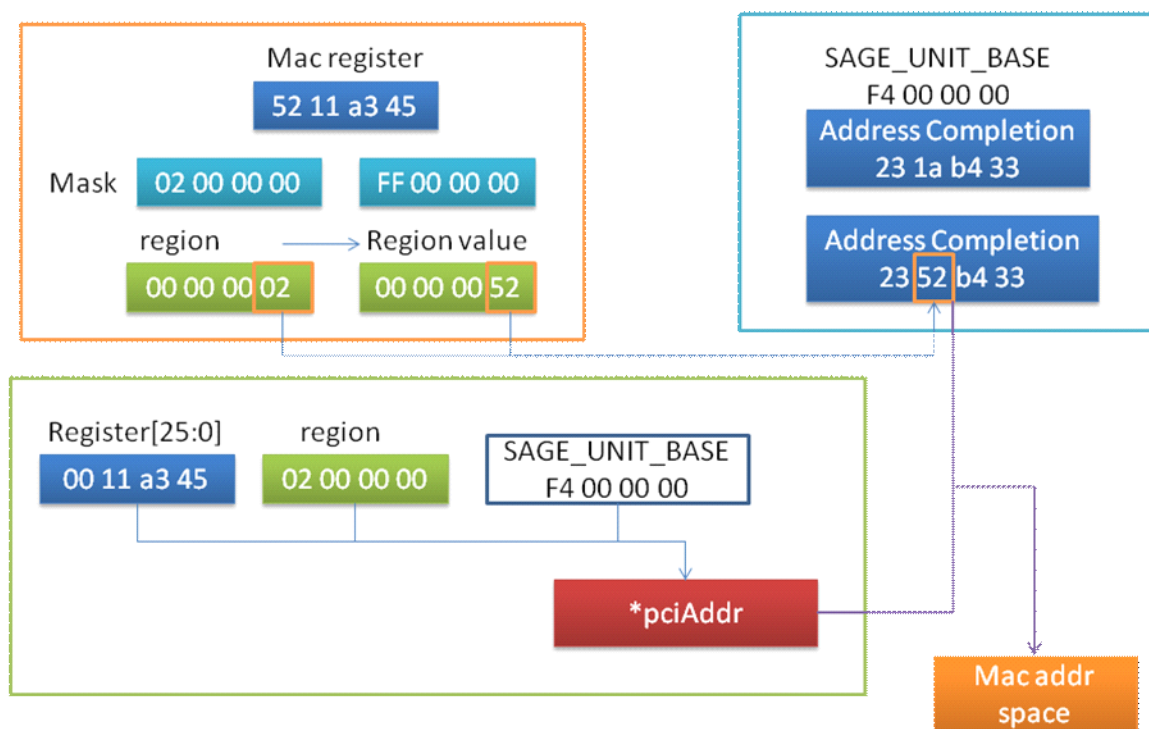 Mac register
52 11 a3 45
Mask
02 00 00 00
FF 00 00 00
region
Region value
00 00 00 02
00 00 00 52
SAGE_UNIT_BASE
F4 00 00 00
Address Completion
23 1a b4 33
Address Completion
23 52 b4 33
Register[25:0]
region
SAGE_UNIT_BASE
00 11 a3 45
02 00 00 00
F4 00 00 00
*pciAddr
Mac addr
space